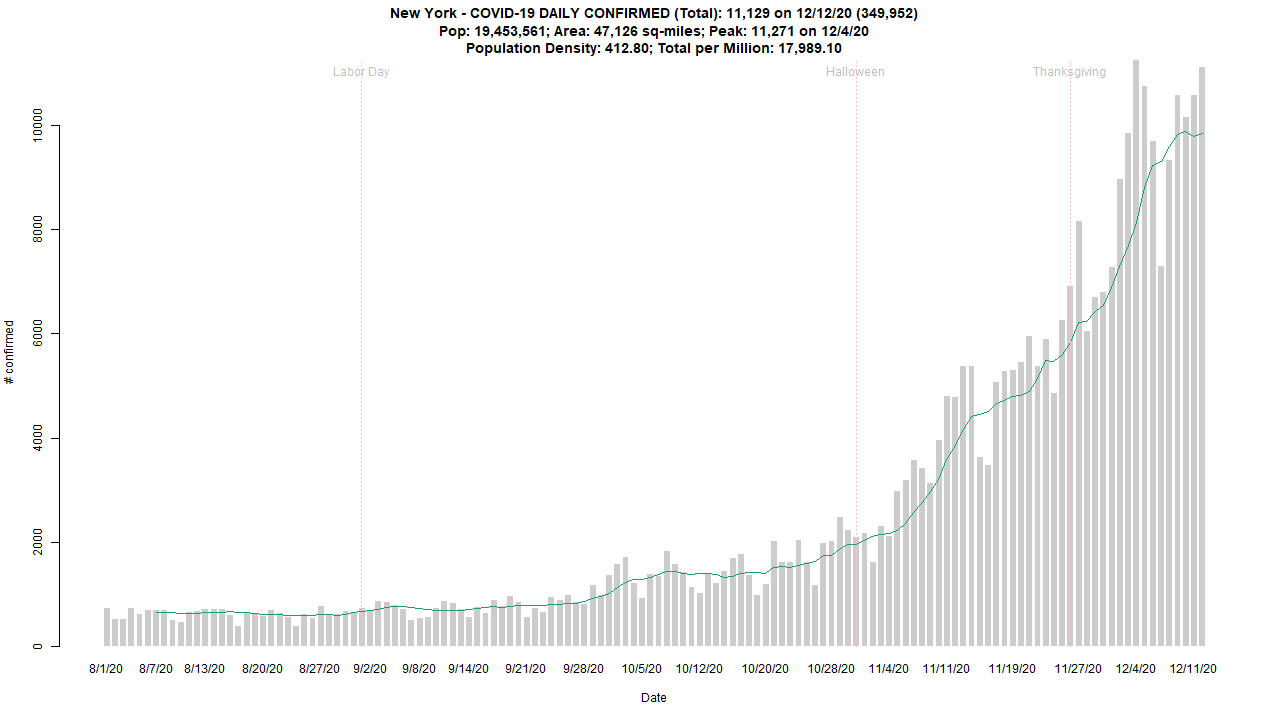 New York - COVID-19 DAILY CONFIRMED (Total): 11,129 on 12/12/20 (349,952)
Pop: 19,453,561; Area: 47,126 sq-miles; Peak: 11,271 on 12/4/20
Population Density: 412.80; Total per Million: 17,989.10
Labor Day Halloween Thanksgiving
10000
8000
6000
4000
2000
0
# confirmed
8/1/20 8/7/20 8/13/20 8/20/20 8/27/20 9/2/20 9/8/20 9/14/20 9/21/20 9/28/20 10/5/20 10/12/20 10/20/20 10/28/20 11/4/20 11/11/20 11/19/20 11/27/20 12/4/20 12/11/20
Date